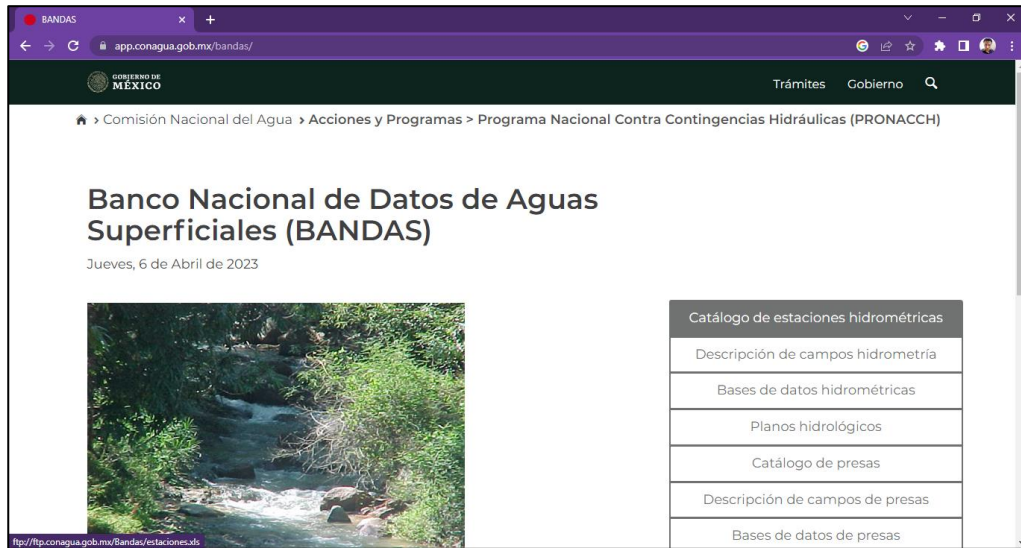 BANDAS
app.conagua.gob.mx/bandas/
GOBIERNO DE
MÉXICO
Trámites Gobierno
> Comisión Nacional del Agua > Acciones y Programas > Programa Nacional Contra Contingencias Hidráulicas (PRONACCH)
Banco Nacional de Datos de Aguas
Superficiales (BANDAS)
Jueves, 6 de Abril de 2023
Catálogo de estaciones hidrométricas
Descripción de campos hidrometría
Bases de datos hidrométricas
Planos hidrológicos
Catálogo de presas
Descripción de campos de presas
Bases de datos de presas
ftp://ftp.conagua.gob.mx/Bandas/estaciones.xls